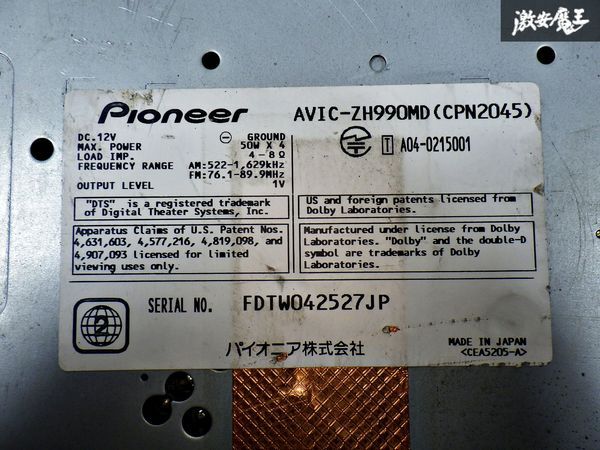 激安魔王
Pioneer
AVIC-ZH990MD(CPN2045)
DC.12V ⊖ GROUND
MAX. POWER 50W X 4
LOAD IMP. 4-8Ω
FREQUENCY RANGE AM:522-1,629kHz
FM:76.1-89.9MHz
OUTPUT LEVEL 1V
T A04-0215001
"DTS" is a registered trademark
of Digital Theater Systems, Inc.
US and foreign patents licensed from
Dolby Laboratories.
Apparatus Claims of U.S. Patent Nos.
4,631,603, 4,577,216, 4,819,098, and
4,907,093 licensed for limited
viewing uses only.
Manufactured under license from Dolby
Laboratories. "Dolby" and the double-D
symbol are trademarks of Dolby
Laboratories.
2
SERIAL NO. FDTW042527JP
パイオニア株式会社
MADE IN JAPAN
<CEA5205-A>